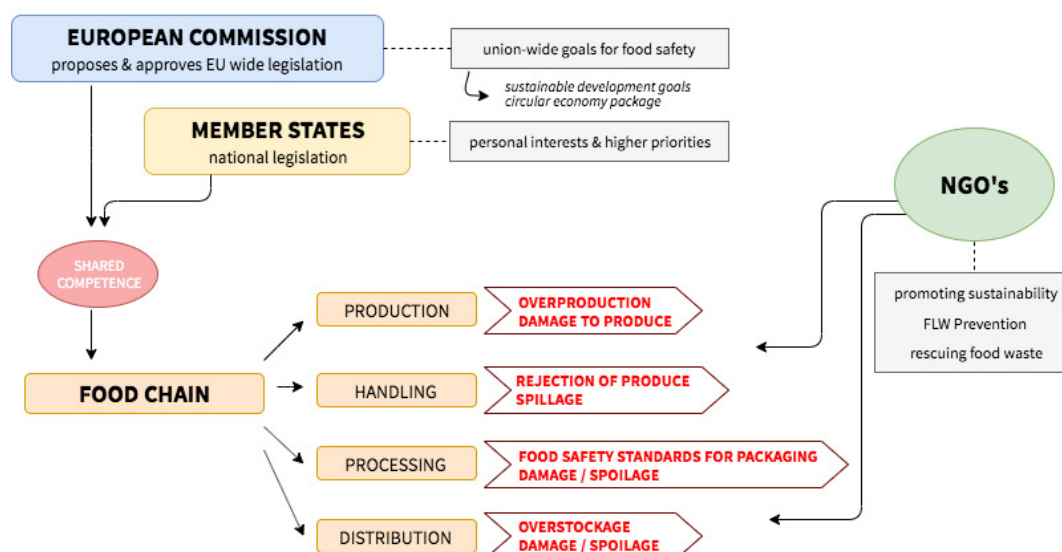 EUROPEAN COMMISSION
proposes & approves EU wide legislation
union-wide goals for food safety
sustainable development goals
circular economy package
MEMBER STATES
national legislation
personal interests & higher priorities
NGO's
promoting sustainability
FLW Prevention
rescuing food waste
SHARED
COMPETENCE
FOOD CHAIN
PRODUCTION
OVERPRODUCTION
DAMAGE TO PRODUCE
HANDLING
REJECTION OF PRODUCE
SPILLAGE
PROCESSING
FOOD SAFETY STANDARDS FOR PACKAGING
DAMAGE / SPOILAGE
DISTRIBUTION
OVERSTOCKAGE
DAMAGE / SPOILAGE